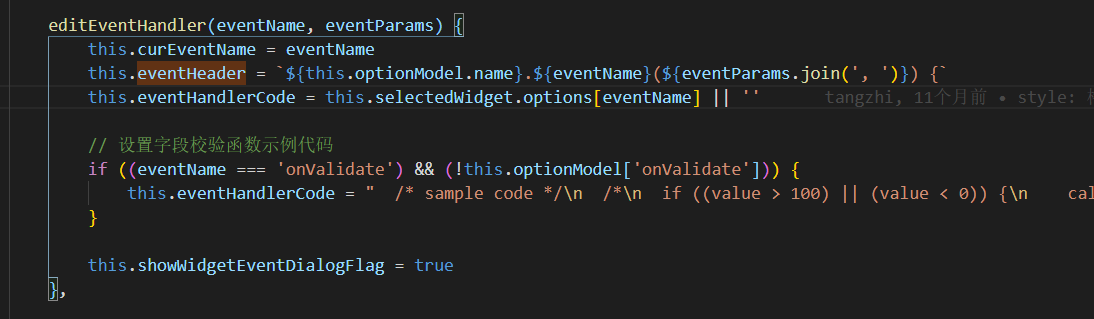 editEventHandler(eventName, eventParams) {
this.curEventName = eventName
this.eventHeader = `${this.optionModel.name}.${eventName}(${eventParams.join(', ')}) {`
this.eventHandlerCode = this.selectedWidget.options[eventName] || '' tangzhi, 11个月前 • style:
// 设置字段校验函数示例代码
if ((eventName === 'onValidate') && (!this.optionModel['onValidate'])) {
this.eventHandlerCode = "  /* sample code */\n  /*\n  if ((value > 100) || (value < 0)) {\n    cal
}
this.showWidgetEventDialogFlag = true
},